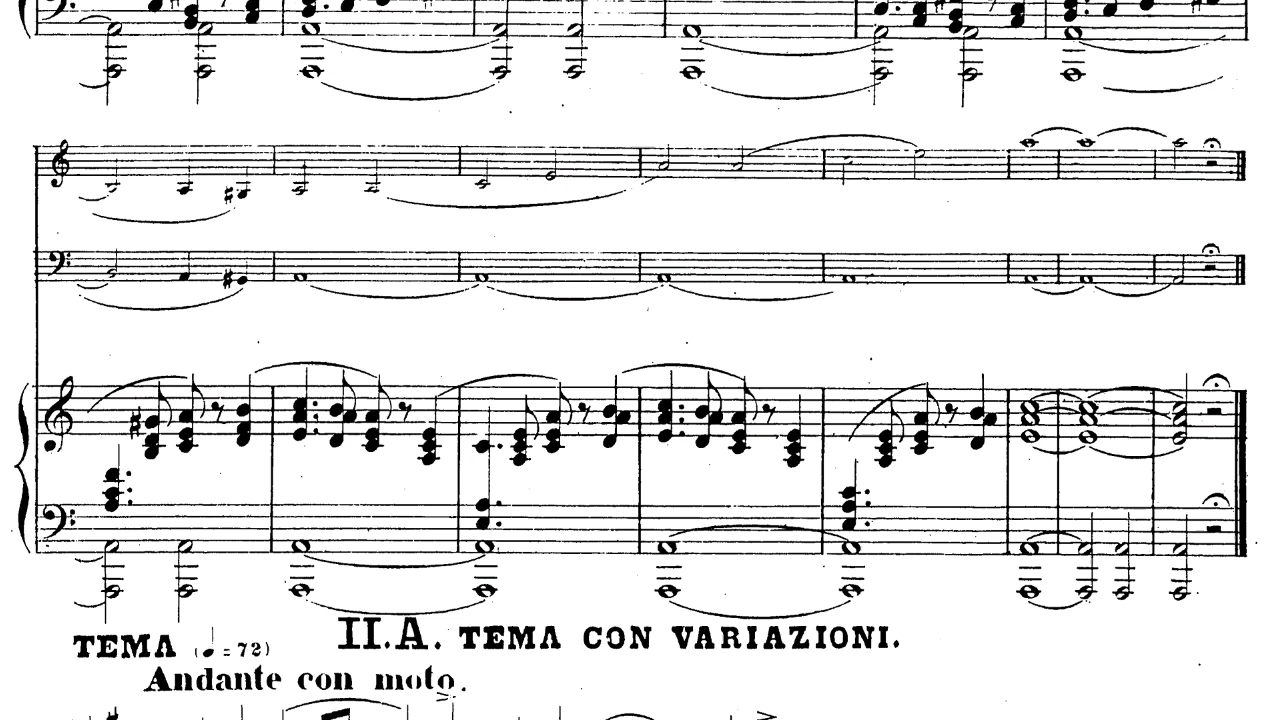 II.A. TEMA CON VARIAZIONI.
TEMA (♩ = 72)
Andante con moto.